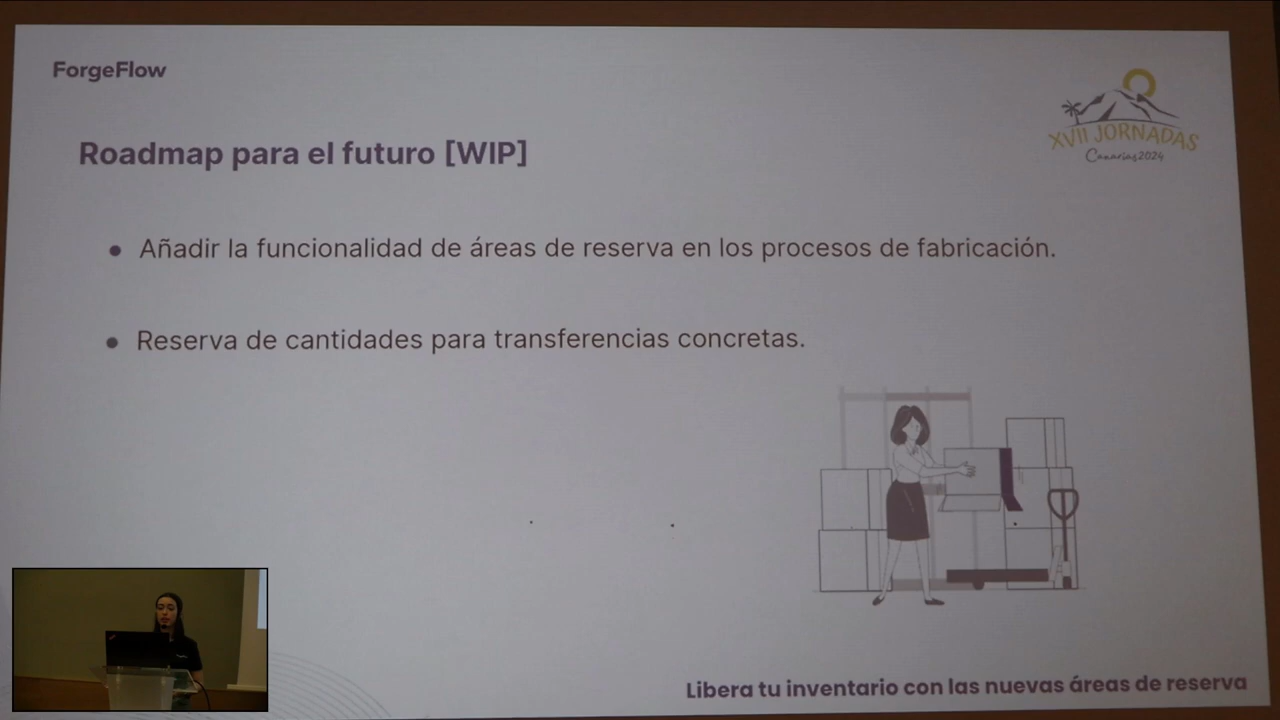 ForgeFlow
XVII JORNADAS
Canarias2024
Roadmap para el futuro [WIP]
● Añadir la funcionalidad de áreas de reserva en los procesos de fabricación.
● Reserva de cantidades para transferencias concretas.
Libera tu inventario con las nuevas áreas de reserva